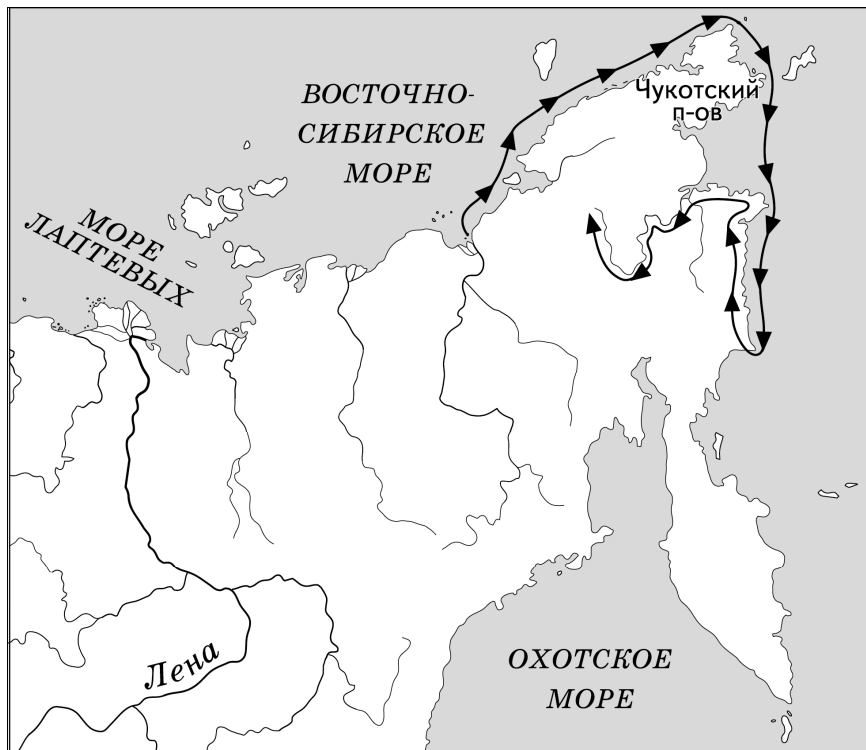 ВОСТОЧНО-
СИБИРСКОЕ
МОРЕ
Чукотский
п-ов
МОРЕ
ЛАПТЕВЫХ
Лена
ОХОТСКОЕ
МОРЕ